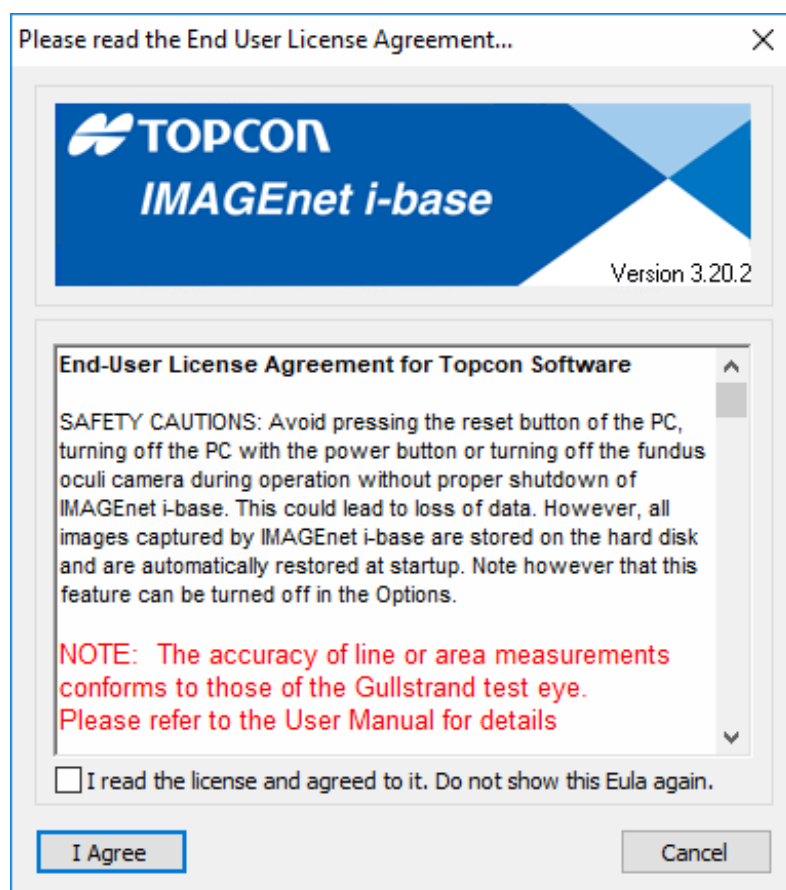 Please read the End User License Agreement...
TOPCON
IMAGEnet i-base
Version 3.20.2
End-User License Agreement for Topcon Software
SAFETY CAUTIONS: Avoid pressing the reset button of the PC,
turning off the PC with the power button or turning off the fundus
oculi camera during operation without proper shutdown of
IMAGEnet i-base. This could lead to loss of data. However, all
images captured by IMAGEnet i-base are stored on the hard disk
and are automatically restored at startup. Note however that this
feature can be turned off in the Options.
NOTE: The accuracy of line or area measurements
conforms to those of the Gullstrand test eye.
Please refer to the User Manual for details
I read the license and agreed to it. Do not show this Eula again.
I Agree
Cancel